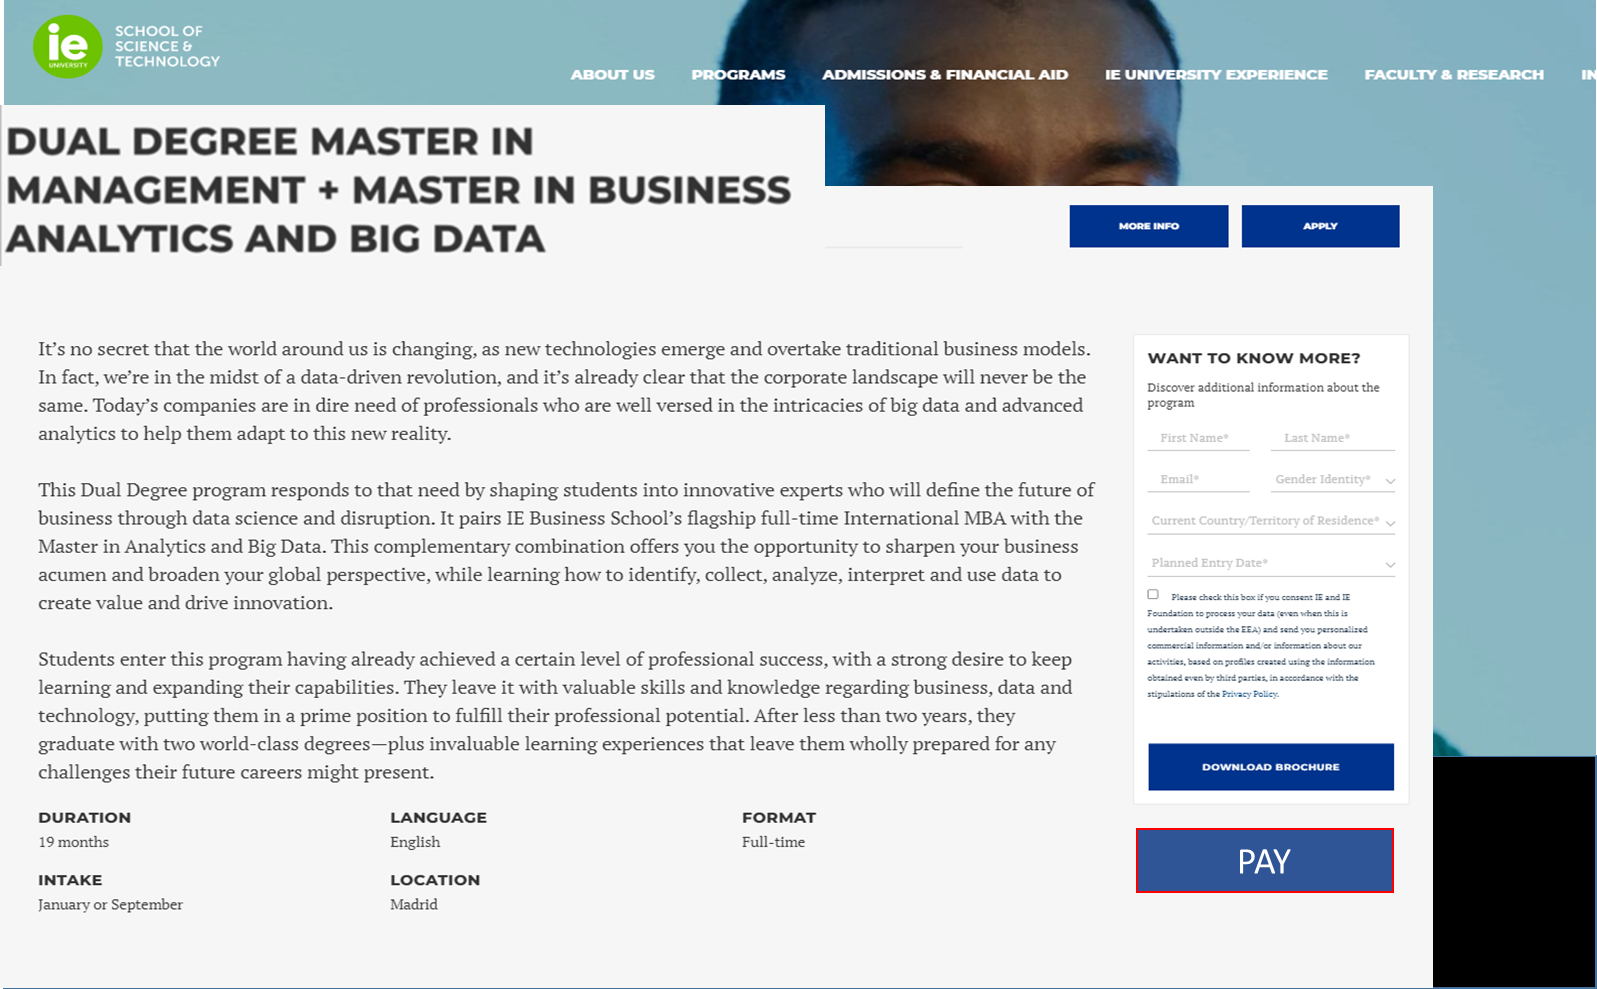 ie
UNIVERSITY
SCHOOL OF
SCIENCE &
TECHNOLOGY
ABOUT US PROGRAMS ADMISSIONS & FINANCIAL AID IE UNIVERSITY EXPERIENCE FACULTY & RESEARCH IN
DUAL DEGREE MASTER IN
MANAGEMENT + MASTER IN BUSINESS
ANALYTICS AND BIG DATA
MORE INFO APPLY
It’s no secret that the world around us is changing, as new technologies emerge and overtake traditional business models.
In fact, we’re in the midst of a data-driven revolution, and it’s already clear that the corporate landscape will never be the
same. Today’s companies are in dire need of professionals who are well versed in the intricacies of big data and advanced
analytics to help them adapt to this new reality.
This Dual Degree program responds to that need by shaping students into innovative experts who will define the future of
business through data science and disruption. It pairs IE Business School’s flagship full-time International MBA with the
Master in Analytics and Big Data. This complementary combination offers you the opportunity to sharpen your business
acumen and broaden your global perspective, while learning how to identify, collect, analyze, interpret and use data to
create value and drive innovation.
Students enter this program having already achieved a certain level of professional success, with a strong desire to keep
learning and expanding their capabilities. They leave it with valuable skills and knowledge regarding business, data and
technology, putting them in a prime position to fulfill their professional potential. After less than two years, they
graduate with two world-class degrees—plus invaluable learning experiences that leave them wholly prepared for any
challenges their future careers might present.
DURATION LANGUAGE FORMAT
19 months English Full-time
INTAKE LOCATION
January or September Madrid
WANT TO KNOW MORE?
Discover additional information about the
program
First Name* Last Name*
Email* Gender Identity*
Current Country/Territory of Residence*
Planned Entry Date*
Please check this box if you consent IE and IE
Foundation to process your data (even when this is
undertaken outside the EEA) and send you personalized
commercial information and/or information about our
activities, based on profiles created using the information
obtained even by third parties, in accordance with the
stipulations of the Privacy Policy.
DOWNLOAD BROCHURE
PAY